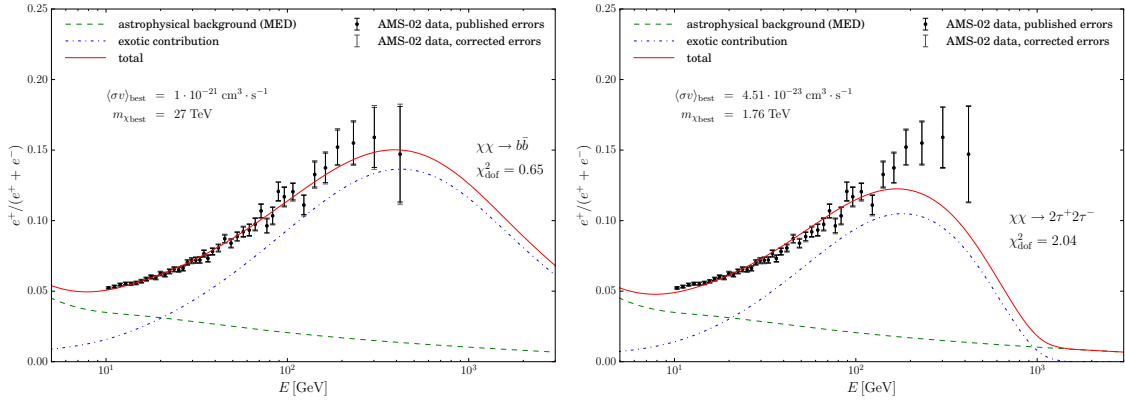 astrophysical background (MED)
exotic contribution
total
AMS-02 data, published errors
AMS-02 data, corrected errors
⟨σv⟩best = 1 · 10⁻²¹ cm³ · s⁻¹
mχbest = 27 TeV
χχ → bb̄
χ²dof = 0.65
0.25
0.20
0.15
0.10
0.05
0.00
e⁺/(e⁺ + e⁻)
10¹ 10² 10³
E [GeV]
astrophysical background (MED)
exotic contribution
total
AMS-02 data, published errors
AMS-02 data, corrected errors
⟨σv⟩best = 4.51 · 10⁻²³ cm³ · s⁻¹
mχbest = 1.76 TeV
χχ → 2τ⁺2τ⁻
χ²dof = 2.04
0.25
0.20
0.15
0.10
0.05
0.00
e⁺/(e⁺ + e⁻)
10¹ 10² 10³
E [GeV]